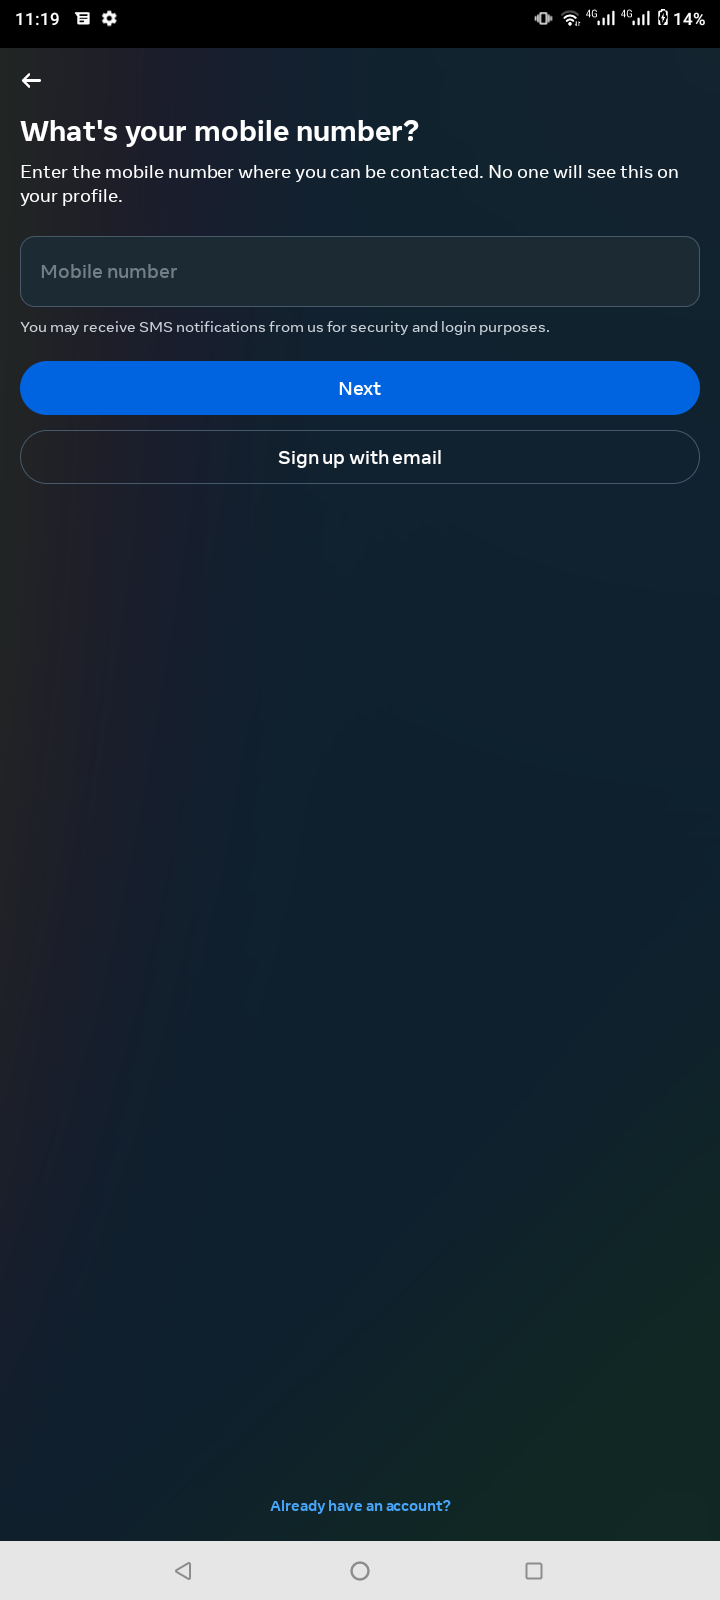 11:19
4G 4G 14%
What's your mobile number?
Enter the mobile number where you can be contacted. No one will see this on
your profile.
Mobile number
You may receive SMS notifications from us for security and login purposes.
Next
Sign up with email
Already have an account?